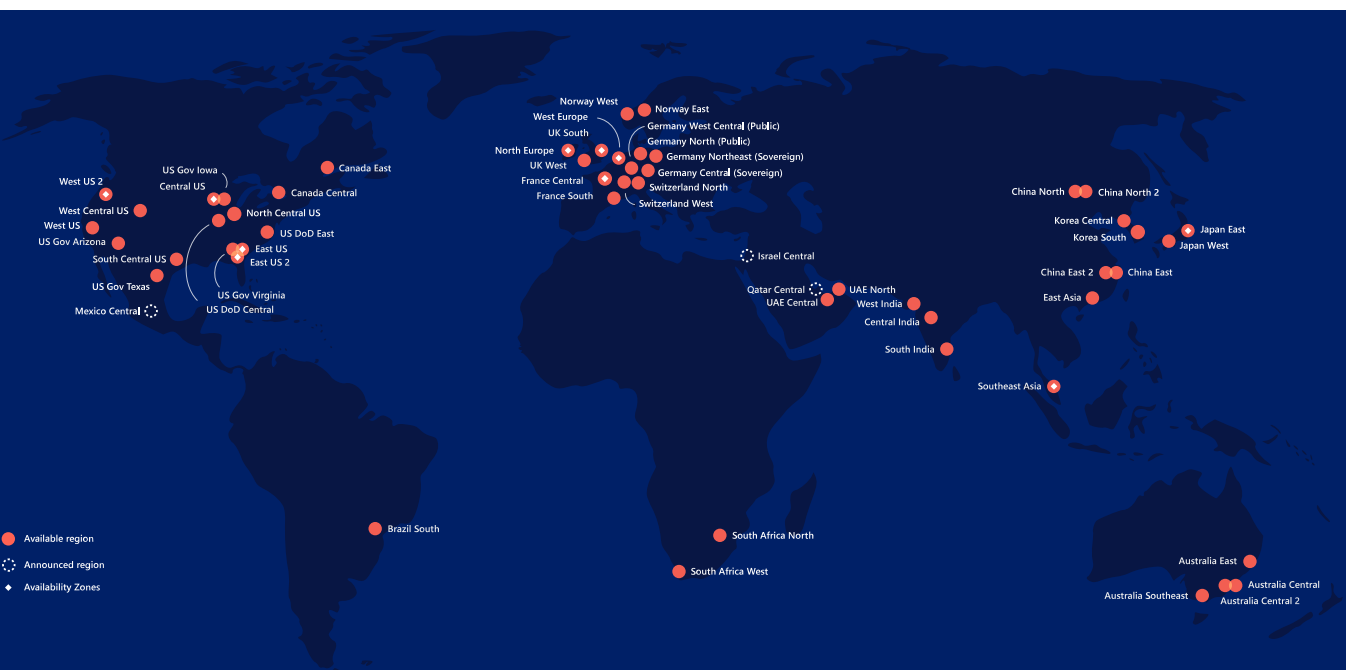 Norway West
Norway East
West Europe
Germany West Central (Public)
UK South
Germany North (Public)
North Europe
Germany Northeast (Sovereign)
UK West
Germany Central (Sovereign)
France Central
Switzerland North
France South
Switzerland West
US Gov Iowa
Canada East
West US 2
Central US
Canada Central
West Central US
North Central US
West US
US DoD East
US Gov Arizona
East US
South Central US
East US 2
US Gov Texas
US Gov Virginia
Mexico Central
US DoD Central
China North
China North 2
Korea Central
Japan East
Korea South
Japan West
Israel Central
China East 2
China East
Qatar Central
UAE North
UAE Central
West India
East Asia
Central India
South India
Southeast Asia
Brazil South
South Africa North
South Africa West
Australia East
Australia Central
Australia Southeast
Australia Central 2
Available region
Announced region
Availability Zones